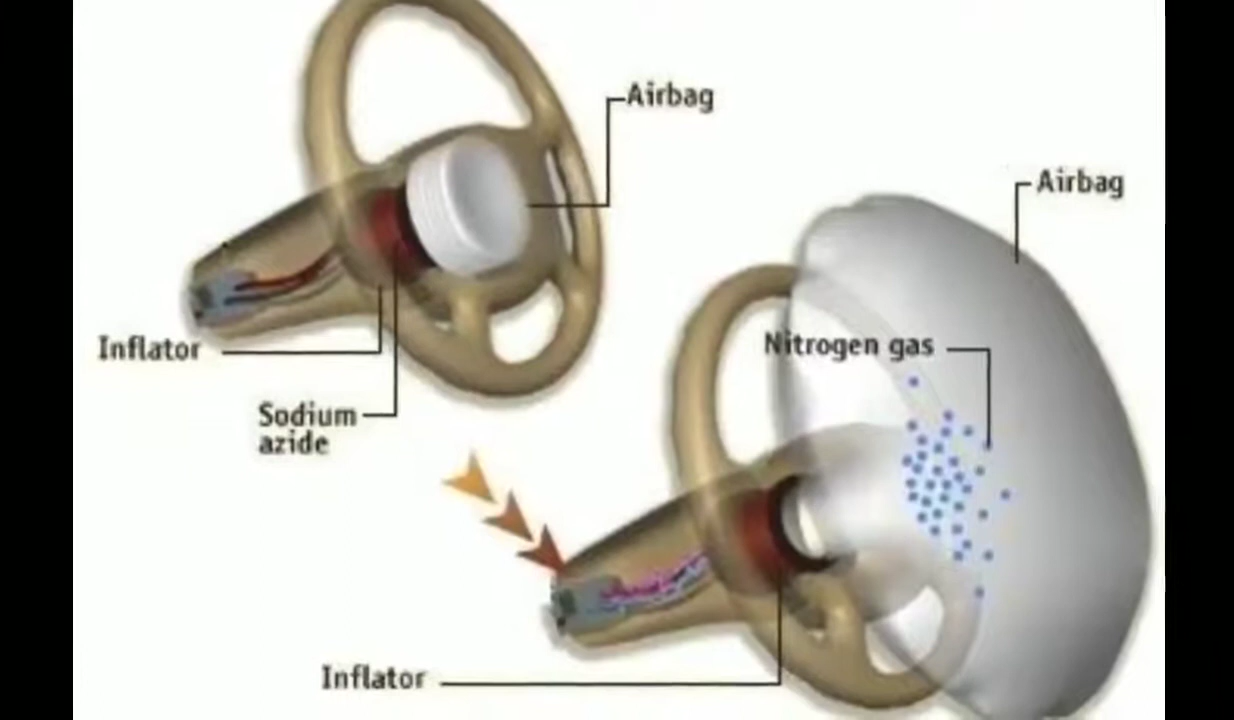 Airbag
Airbag
Nitrogen gas
Inflator
Sodium
azide
Inflator